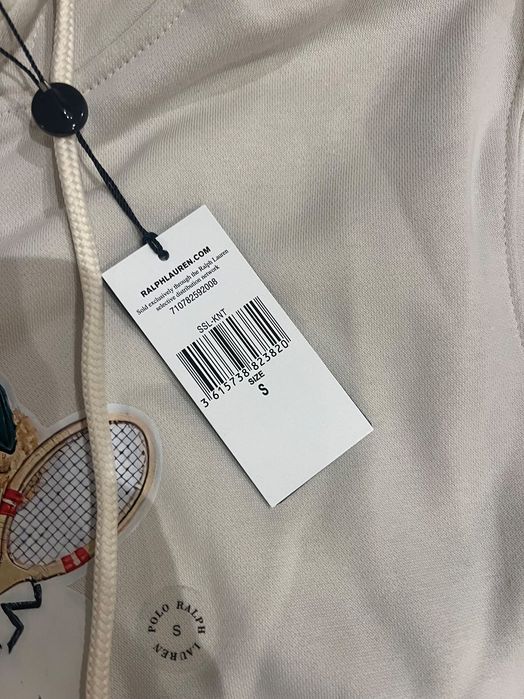 RALPHLAUREN.COM
Sold exclusively through the Ralph Lauren
selective distribution network
710782592008
SSL-KNT
3 615738 823820
SIZE
S
POLO RALPH
S
LAUREN